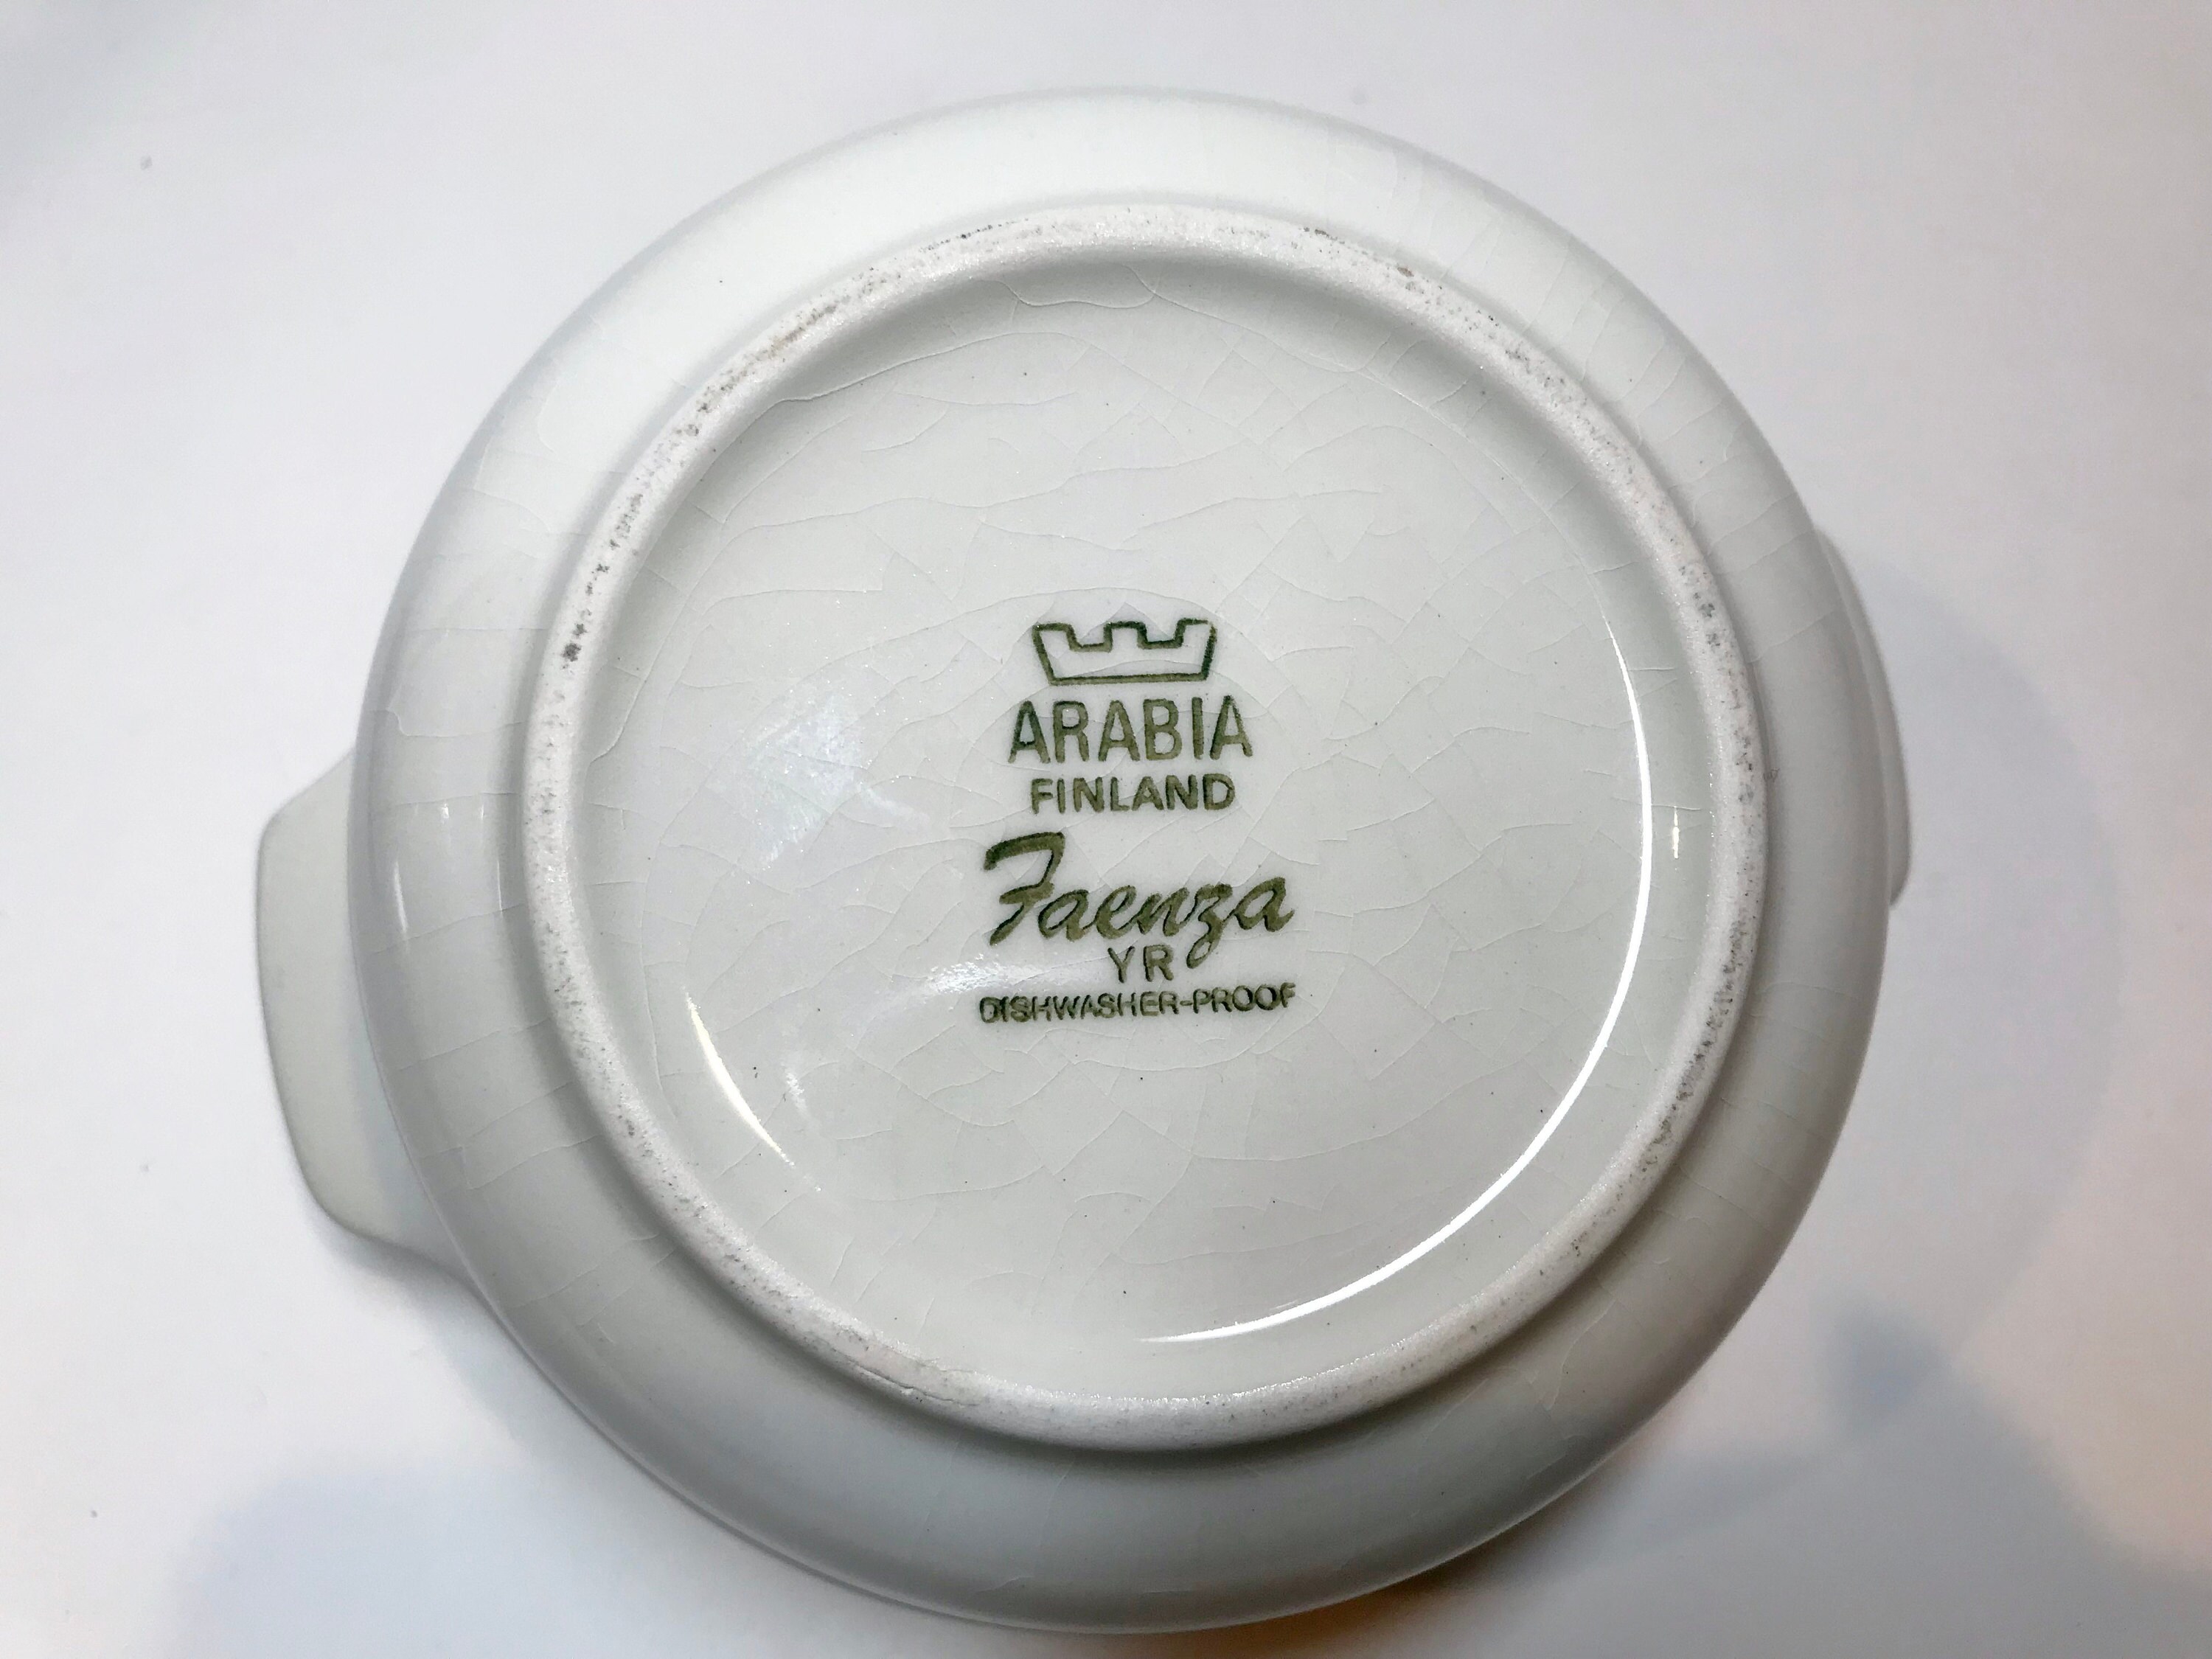 ARABIA
FINLAND
Faenza
YR
DISHWASHER-PROOF